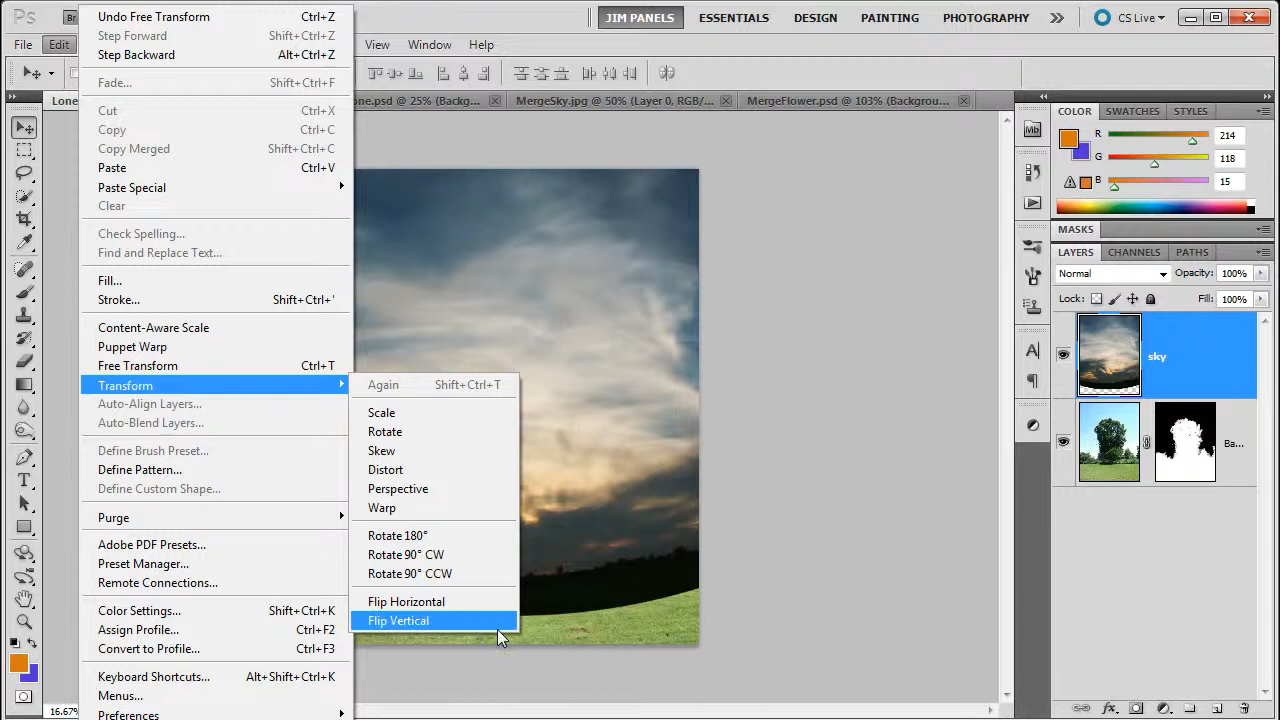 Ps
Br
JIM PANELS
ESSENTIALS
DESIGN
PAINTING
PHOTOGRAPHY
CS Live
File
Edit
View
Window
Help
Lone
one.psd @ 25% (Backg...
MergeSky.jpg @ 50% (Layer 0, RGB/...
MergeFlower.psd @ 103% (Backgrou...
Undo Free Transform Ctrl+Z
Step Forward Shift+Ctrl+Z
Step Backward Alt+Ctrl+Z
Fade... Shift+Ctrl+F
Cut Ctrl+X
Copy Ctrl+C
Copy Merged Shift+Ctrl+C
Paste Ctrl+V
Paste Special
Clear
Check Spelling...
Find and Replace Text...
Fill...
Stroke... Shift+Ctrl+'
Content-Aware Scale
Puppet Warp
Free Transform Ctrl+T
Transform
Auto-Align Layers...
Auto-Blend Layers...
Define Brush Preset...
Define Pattern...
Define Custom Shape...
Purge
Adobe PDF Presets...
Preset Manager...
Remote Connections...
Color Settings... Shift+Ctrl+K
Assign Profile... Ctrl+F2
Convert to Profile... Ctrl+F3
Keyboard Shortcuts... Alt+Shift+Ctrl+K
Menus...
Preferences
Again Shift+Ctrl+T
Scale
Rotate
Skew
Distort
Perspective
Warp
Rotate 180°
Rotate 90° CW
Rotate 90° CCW
Flip Horizontal
Flip Vertical
16.67%
Mb
COLOR
SWATCHES
STYLES
R 214
G 118
B 15
MASKS
LAYERS
CHANNELS
PATHS
Normal
Opacity: 100%
Lock:
Fill: 100%
sky
Ba...